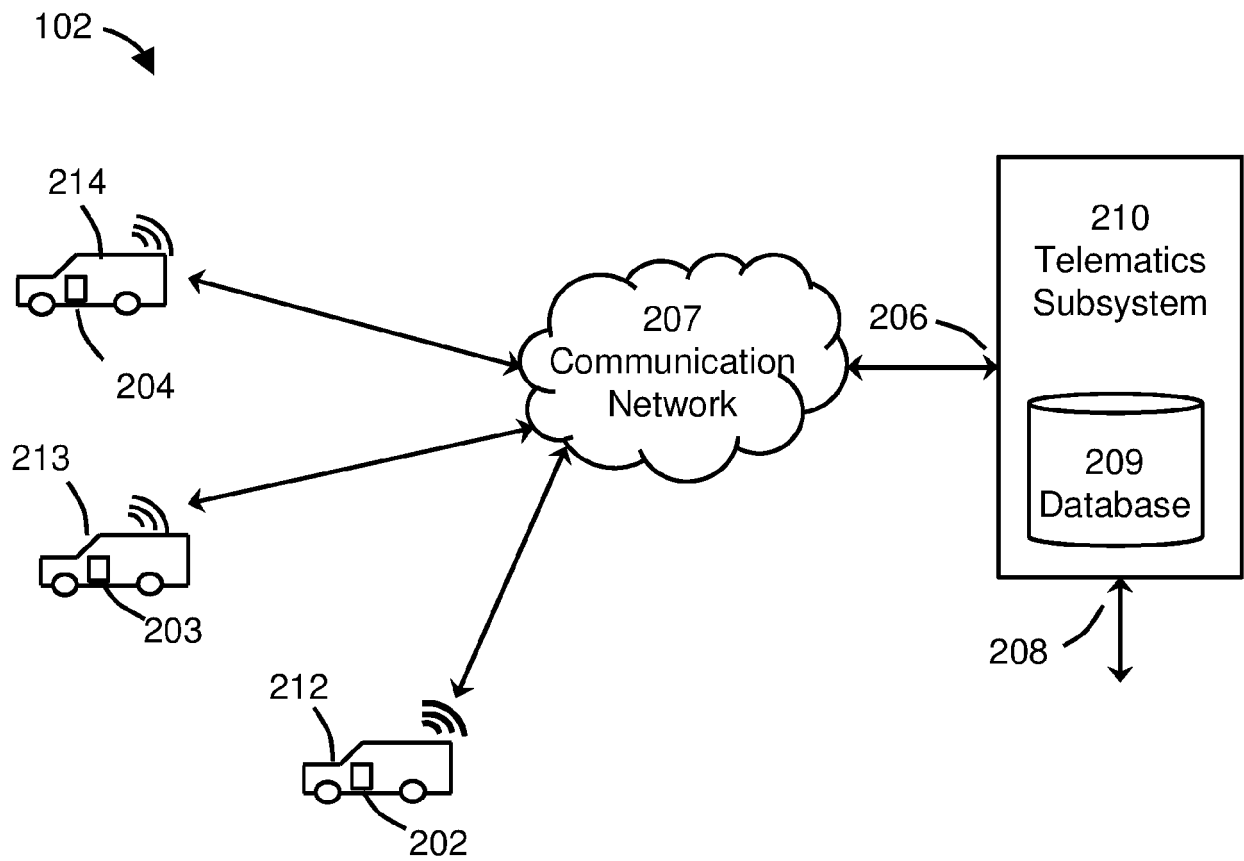 102
214
204
213
203
212
202
207
Communication
Network
206
210
Telematics
Subsystem
209
Database
208